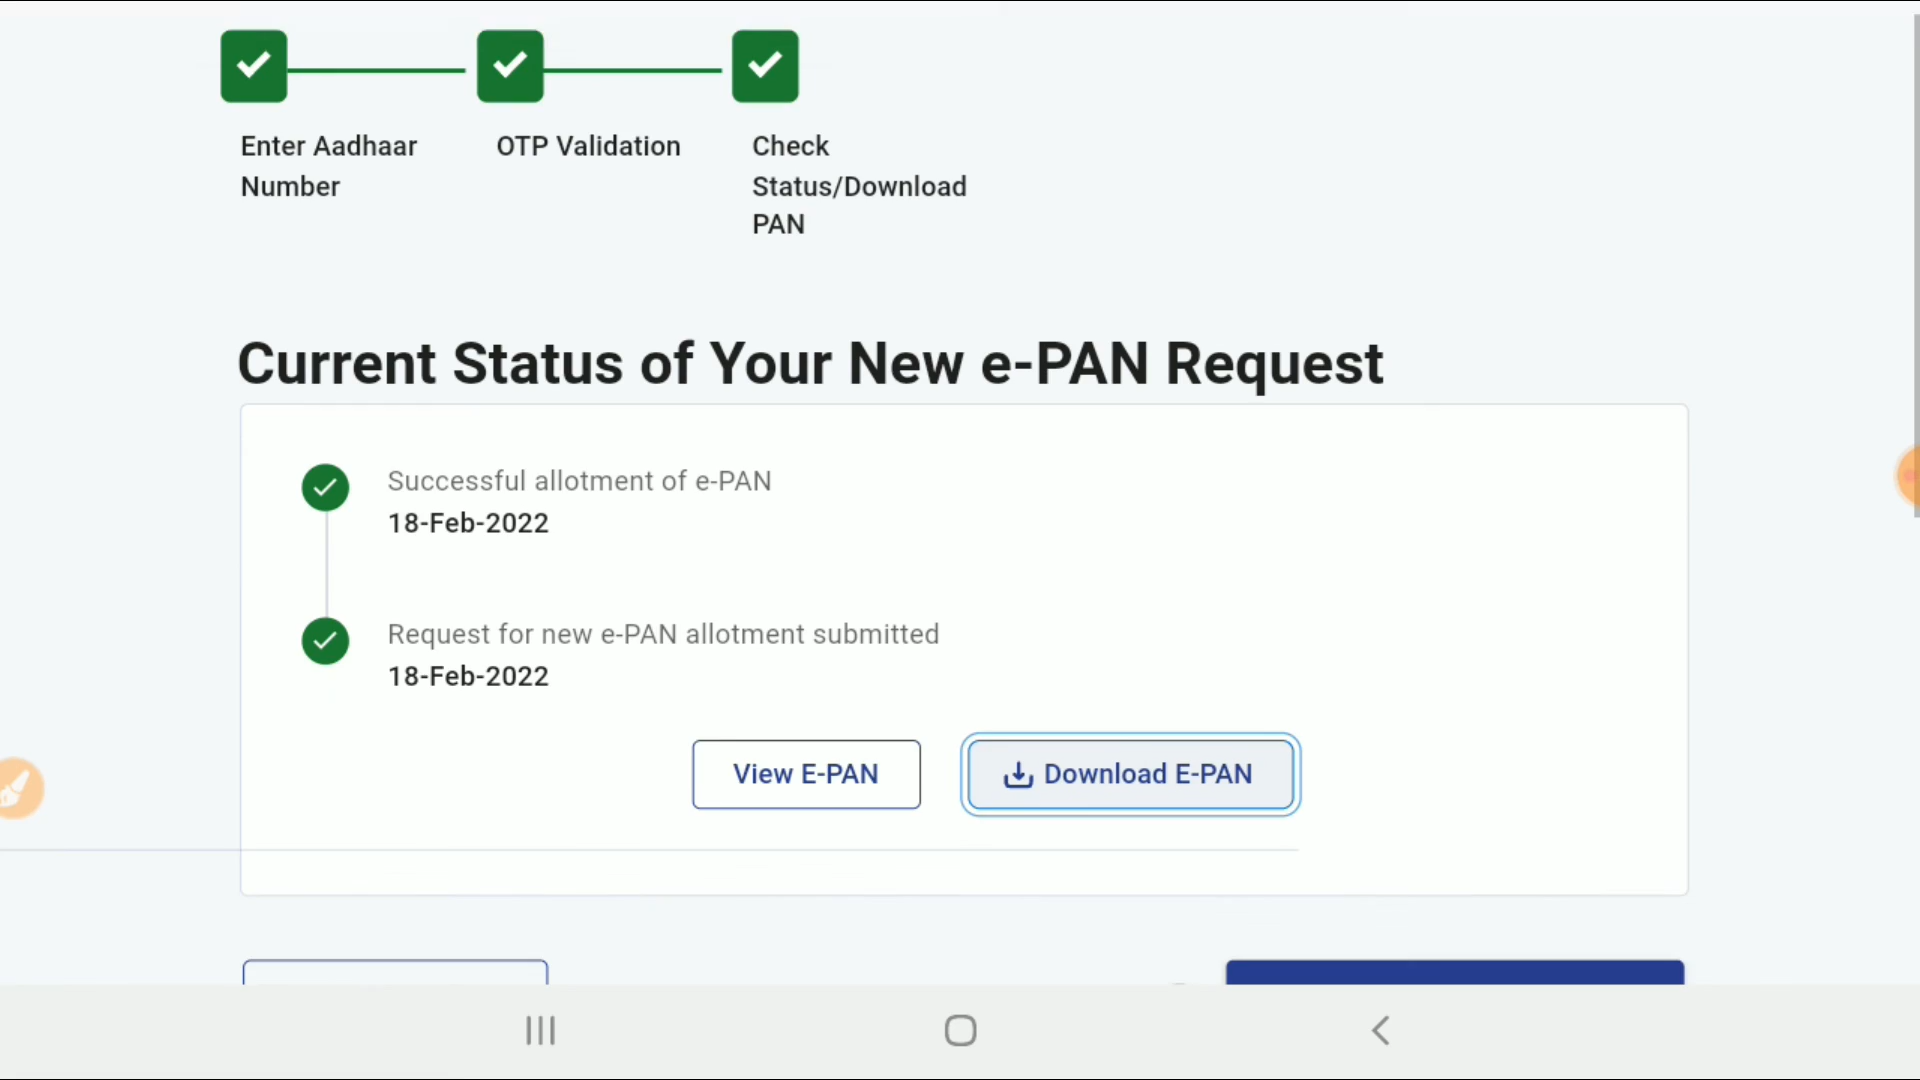 Enter Aadhaar
Number
OTP Validation
Check
Status/Download
PAN
Current Status of Your New e-PAN Request
Successful allotment of e-PAN
18-Feb-2022
Request for new e-PAN allotment submitted
18-Feb-2022
View E-PAN
Download E-PAN